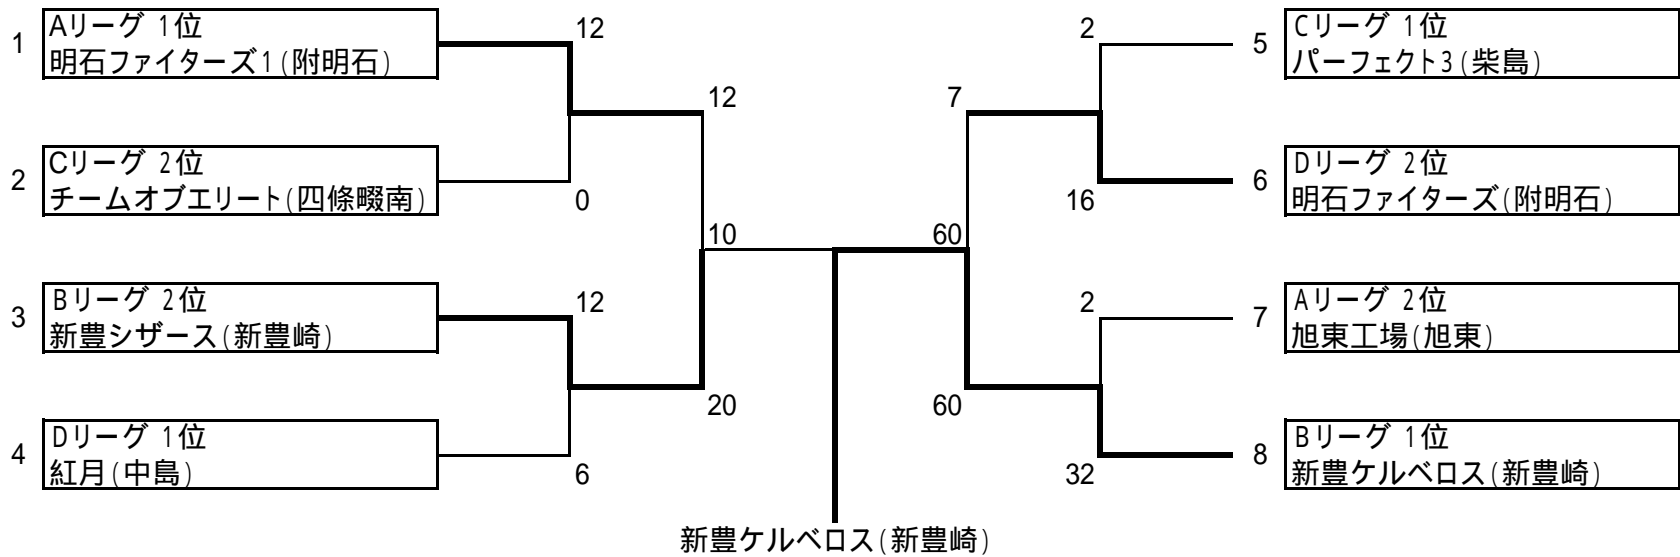 1
Aリーグ 1位
明石ファイターズ1(附明石)
12
2
Cリーグ 2位
チームオブエリート(四條畷南)
0
12
3
Bリーグ 2位
新豊シザース(新豊崎)
12
4
Dリーグ 1位
紅月(中島)
6
20
10
60
2
5
Cリーグ 1位
パーフェクト3(柴島)
7
16
6
Dリーグ 2位
明石ファイターズ(附明石)
2
7
Aリーグ 2位
旭東工場(旭東)
60
32
8
Bリーグ 1位
新豊ケルベロス(新豊崎)
新豊ケルベロス(新豊崎)